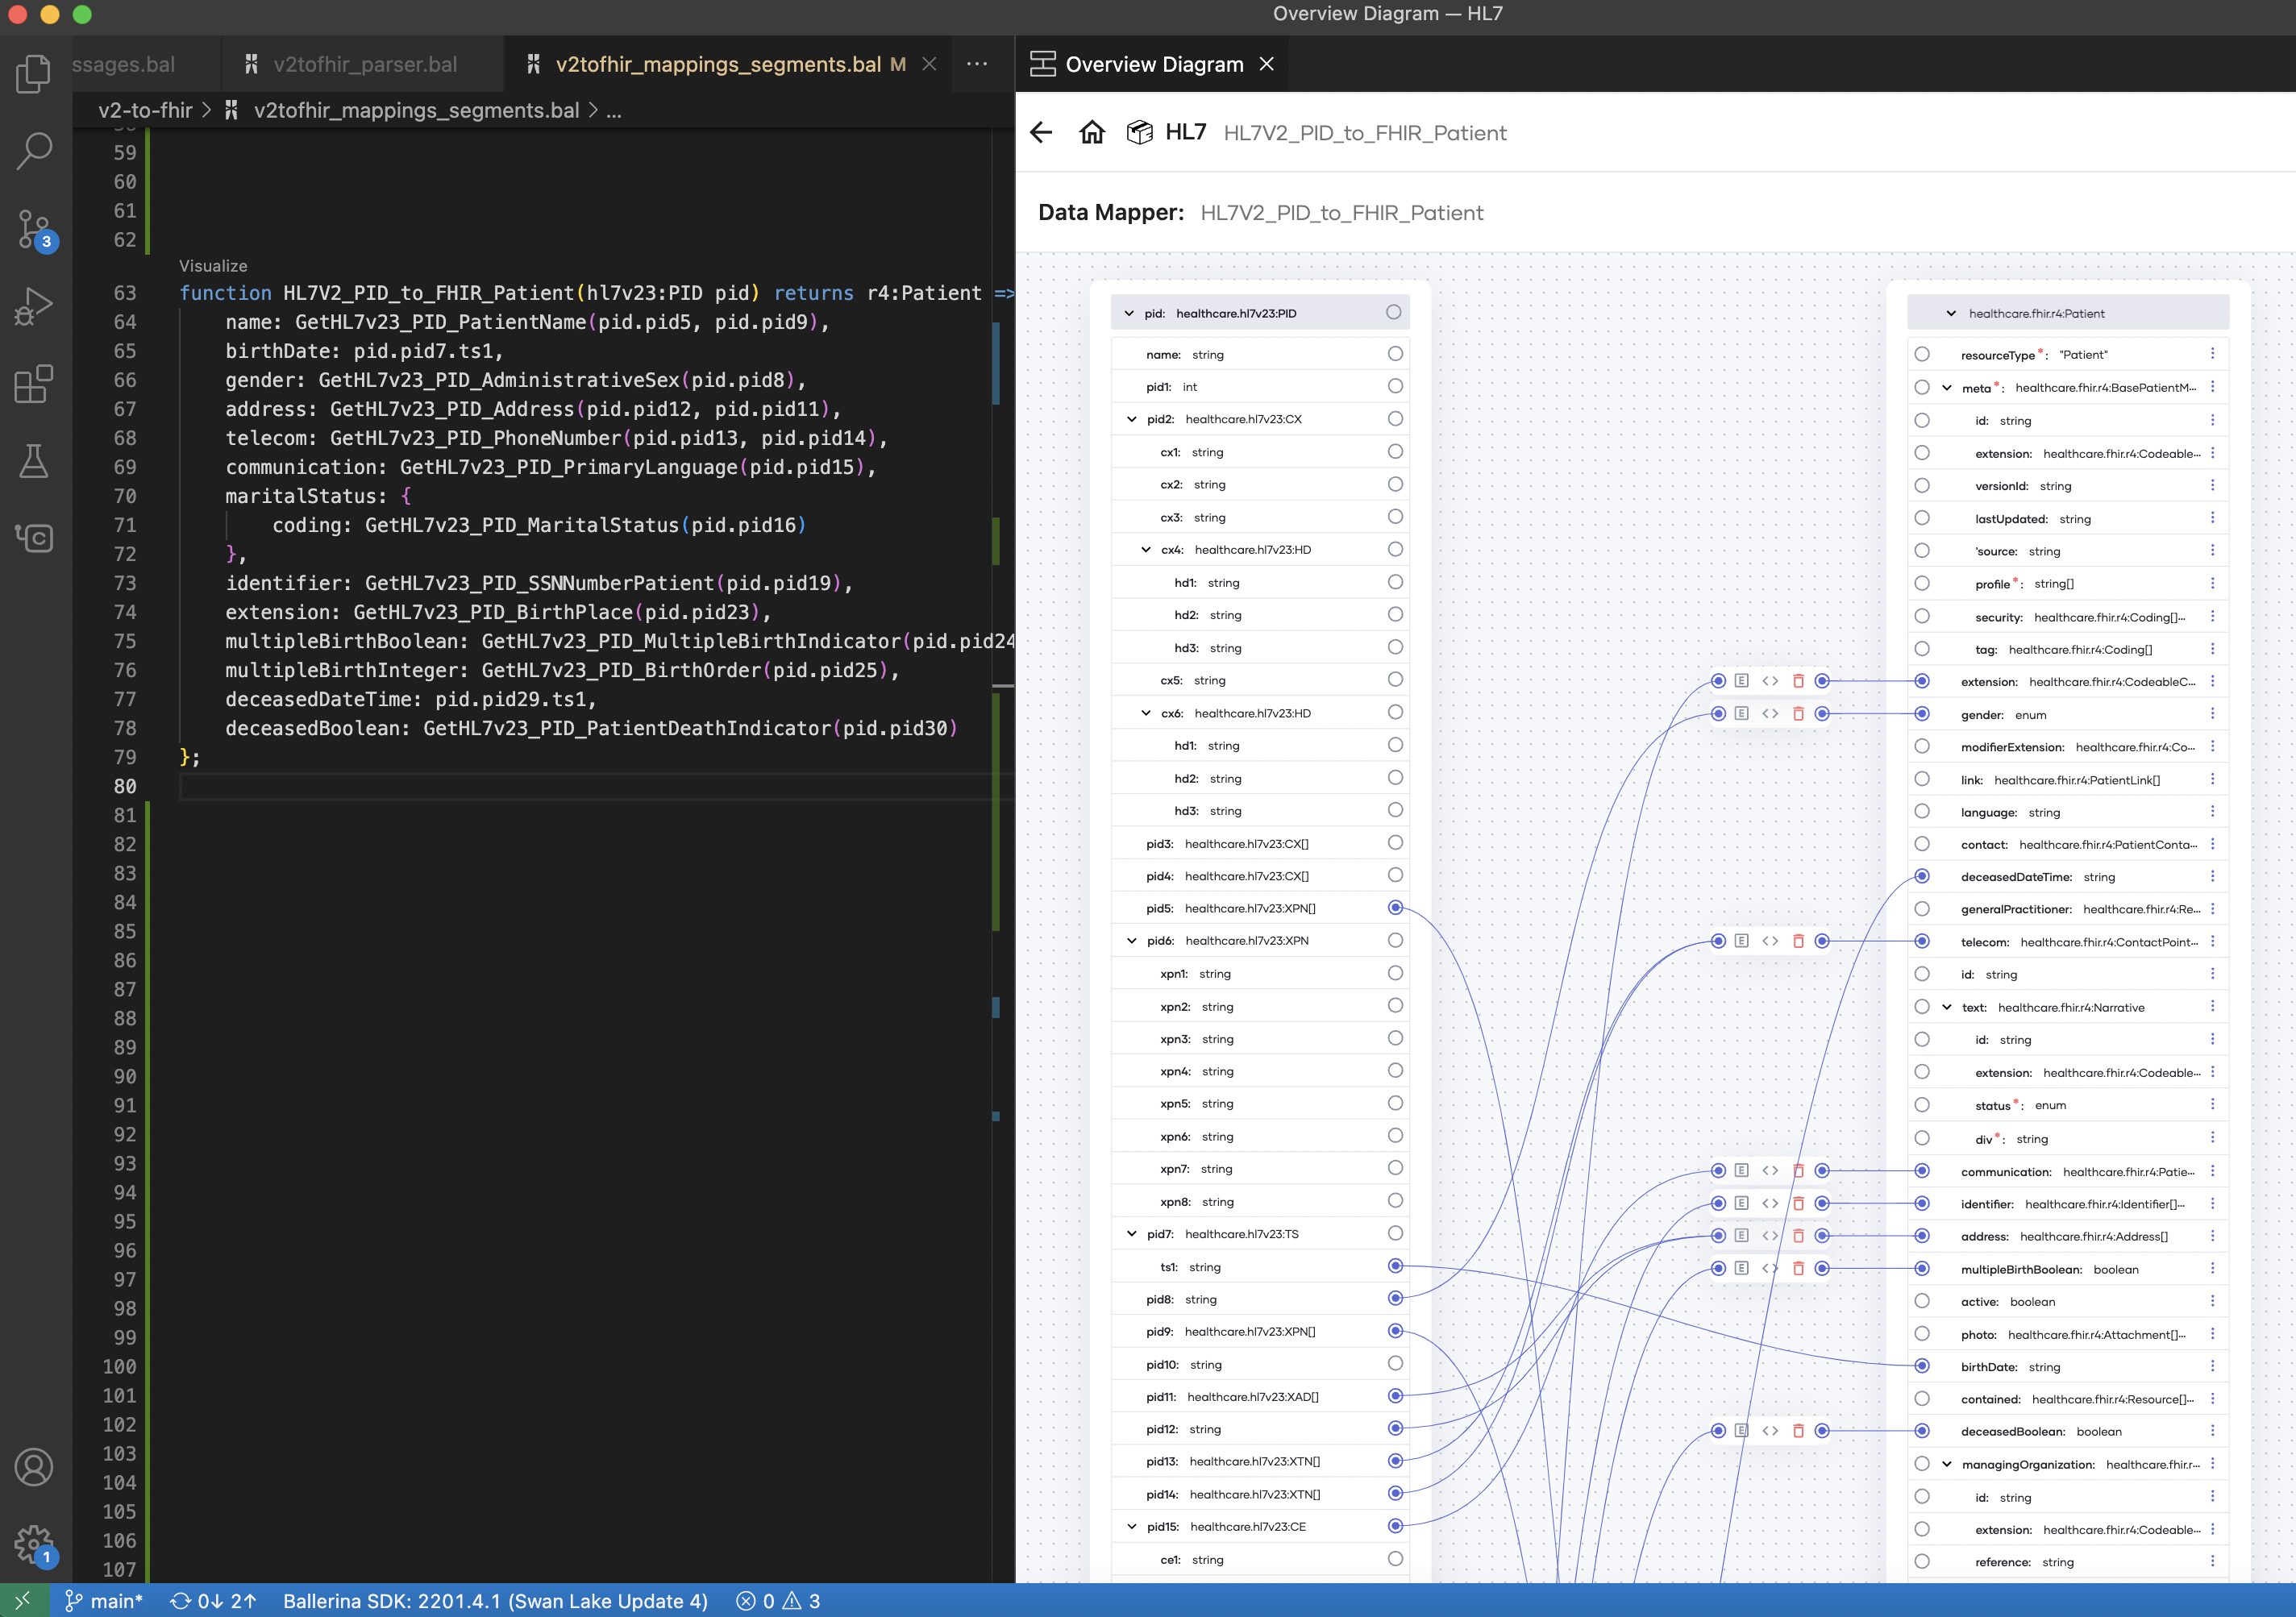 Overview Diagram — HL7
ssages.bal
v2tofhir_parser.bal
v2tofhir_mappings_segments.bal M
...
v2-to-fhir > v2tofhir_mappings_segments.bal > ...
59
60
61
62
Visualize
63 function HL7V2_PID_to_FHIR_Patient(hl7v23:PID pid) returns r4:Patient =>
64 name: GetHL7v23_PID_PatientName(pid.pid5, pid.pid9),
65 birthDate: pid.pid7.ts1,
66 gender: GetHL7v23_PID_AdministrativeSex(pid.pid8),
67 address: GetHL7v23_PID_Address(pid.pid12, pid.pid11),
68 telecom: GetHL7v23_PID_PhoneNumber(pid.pid13, pid.pid14),
69 communication: GetHL7v23_PID_PrimaryLanguage(pid.pid15),
70 maritalStatus: {
71 coding: GetHL7v23_PID_MaritalStatus(pid.pid16)
72 },
73 identifier: GetHL7v23_PID_SSNNumberPatient(pid.pid19),
74 extension: GetHL7v23_PID_BirthPlace(pid.pid23),
75 multipleBirthBoolean: GetHL7v23_PID_MultipleBirthIndicator(pid.pid24
76 multipleBirthInteger: GetHL7v23_PID_BirthOrder(pid.pid25),
77 deceasedDateTime: pid.pid29.ts1,
78 deceasedBoolean: GetHL7v23_PID_PatientDeathIndicator(pid.pid30)
79 };
80
81
82
83
84
85
86
87
88
89
90
91
92
93
94
95
96
97
98
99
100
101
102
103
104
105
106
107
3
1
Overview Diagram
HL7 HL7V2_PID_to_FHIR_Patient
Data Mapper: HL7V2_PID_to_FHIR_Patient
pid: healthcare.hl7v23:PID
name: string
pid1: int
pid2: healthcare.hl7v23:CX
cx1: string
cx2: string
cx3: string
cx4: healthcare.hl7v23:HD
hd1: string
hd2: string
hd3: string
cx5: string
cx6: healthcare.hl7v23:HD
hd1: string
hd2: string
hd3: string
pid3: healthcare.hl7v23:CX[]
pid4: healthcare.hl7v23:CX[]
pid5: healthcare.hl7v23:XPN[]
pid6: healthcare.hl7v23:XPN
xpn1: string
xpn2: string
xpn3: string
xpn4: string
xpn5: string
xpn6: string
xpn7: string
xpn8: string
pid7: healthcare.hl7v23:TS
ts1: string
pid8: string
pid9: healthcare.hl7v23:XPN[]
pid10: string
pid11: healthcare.hl7v23:XAD[]
pid12: string
pid13: healthcare.hl7v23:XTN[]
pid14: healthcare.hl7v23:XTN[]
pid15: healthcare.hl7v23:CE
ce1: string
healthcare.fhir.r4:Patient
resourceType*: "Patient"
meta*: healthcare.fhir.r4:BasePatientM...
id: string
extension: healthcare.fhir.r4:Codeable...
versionId: string
lastUpdated: string
'source: string
profile*: string[]
security: healthcare.fhir.r4:Coding[]...
tag: healthcare.fhir.r4:Coding[]
extension: healthcare.fhir.r4:CodeableC...
gender: enum
modifierExtension: healthcare.fhir.r4:Co...
link: healthcare.fhir.r4:PatientLink[]
language: string
contact: healthcare.fhir.r4:PatientConta...
deceasedDateTime: string
generalPractitioner: healthcare.fhir.r4:Re...
telecom: healthcare.fhir.r4:ContactPoint...
id: string
text: healthcare.fhir.r4:Narrative
id: string
extension: healthcare.fhir.r4:Codeable...
status*: enum
div*: string
communication: healthcare.fhir.r4:Patie...
identifier: healthcare.fhir.r4:Identifier[]...
address: healthcare.fhir.r4:Address[]
multipleBirthBoolean: boolean
active: boolean
photo: healthcare.fhir.r4:Attachment[]...
birthDate: string
contained: healthcare.fhir.r4:Resource[]...
deceasedBoolean: boolean
managingOrganization: healthcare.fhir.r...
id: string
extension: healthcare.fhir.r4:Codeable...
reference: string
main* 0↓ 2↑ Ballerina SDK: 2201.4.1 (Swan Lake Update 4) 0 3